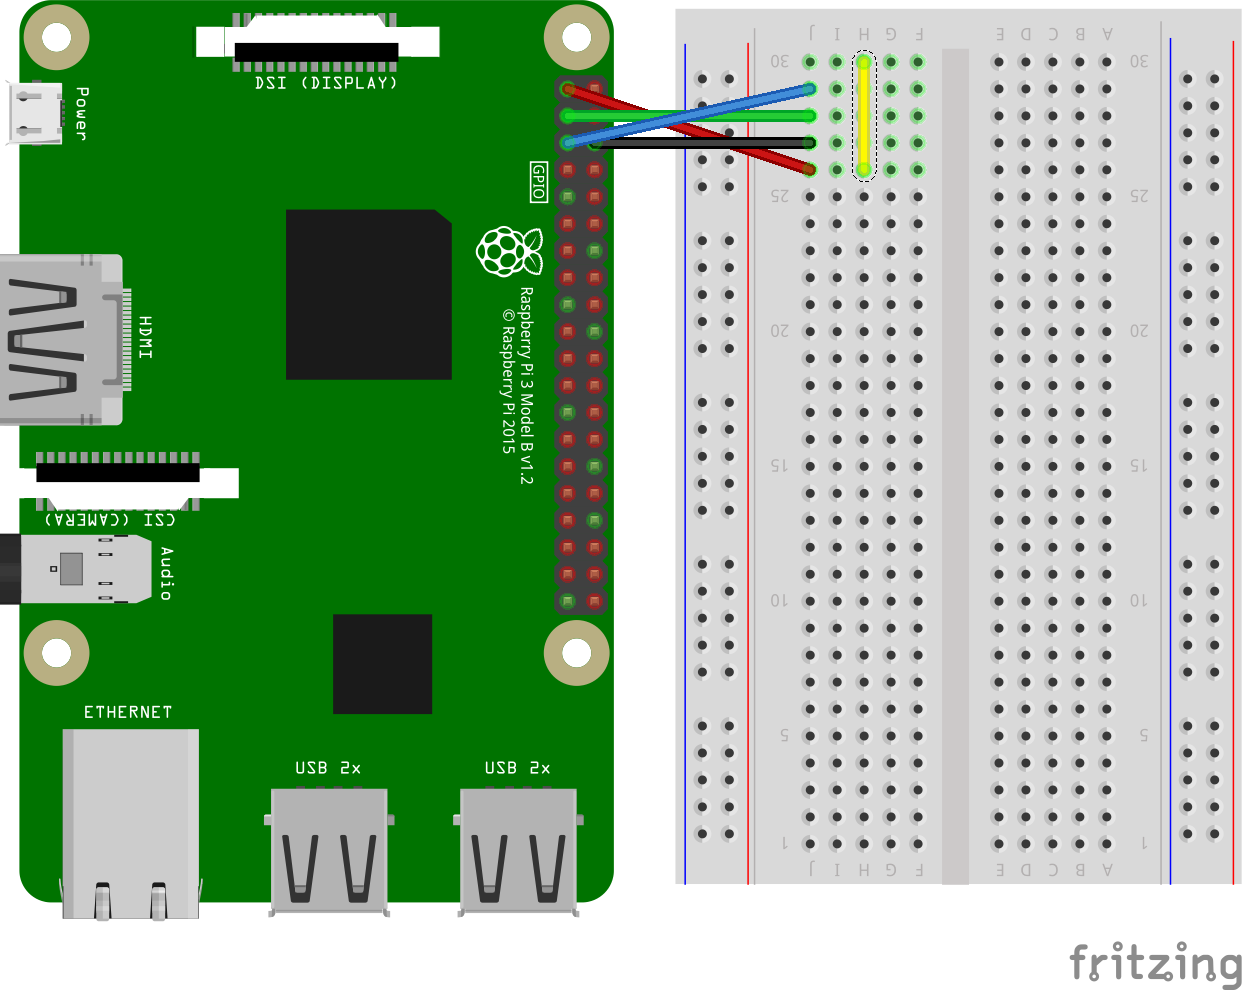 DSI (DISPLAY)
Power
GPIO
HDMI
Raspberry Pi 3 Model B v1.2
© Raspberry Pi 2015
CSI (CAMERA)
Audio
ETHERNET
USB 2x
USB 2x
J I H G F E D C B A
30 30
25 25
20 20
15 15
10 10
5 5
1 1
J I H G F E D C B A
fritzing